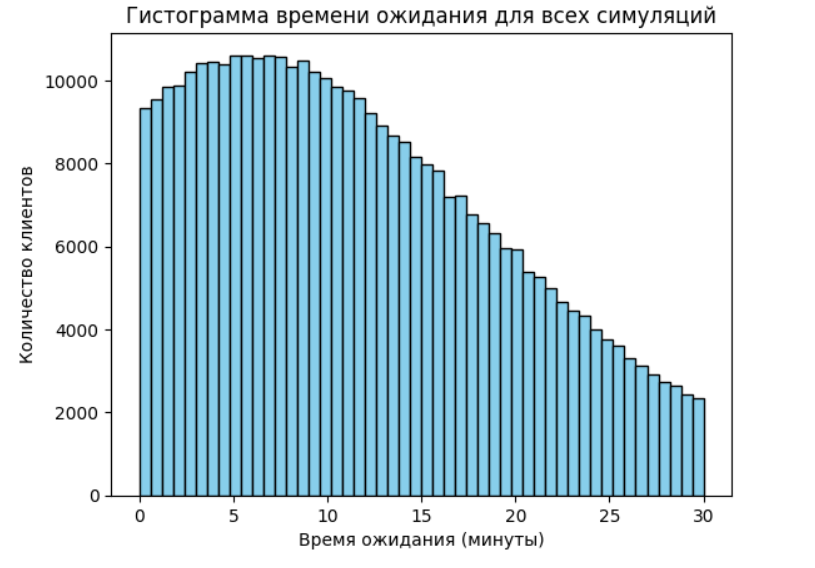 Гистограмма времени ожидания для всех симуляций
10000
8000
6000
4000
2000
0
Количество клиентов
0 5 10 15 20 25 30
Время ожидания (минуты)